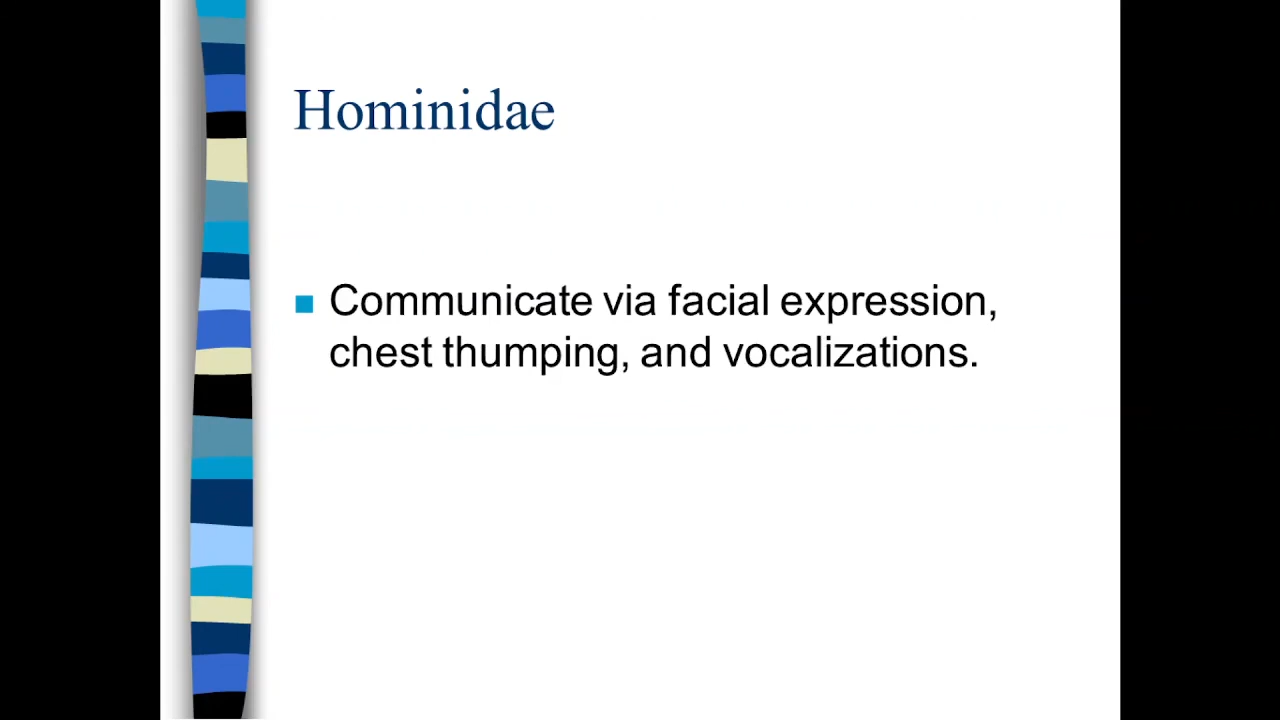 Hominidae
Communicate via facial expression,
chest thumping, and vocalizations.